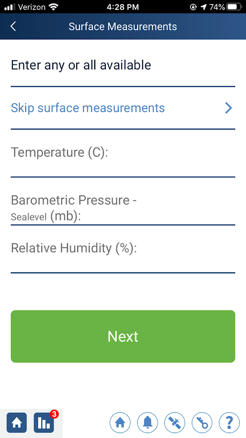 Verizon 4:28 PM 74%
Surface Measurements
Enter any or all available
Skip surface measurements
Temperature (C):
Barometric Pressure -
Sealevel (mb):
Relative Humidity (%):
Next
3
?